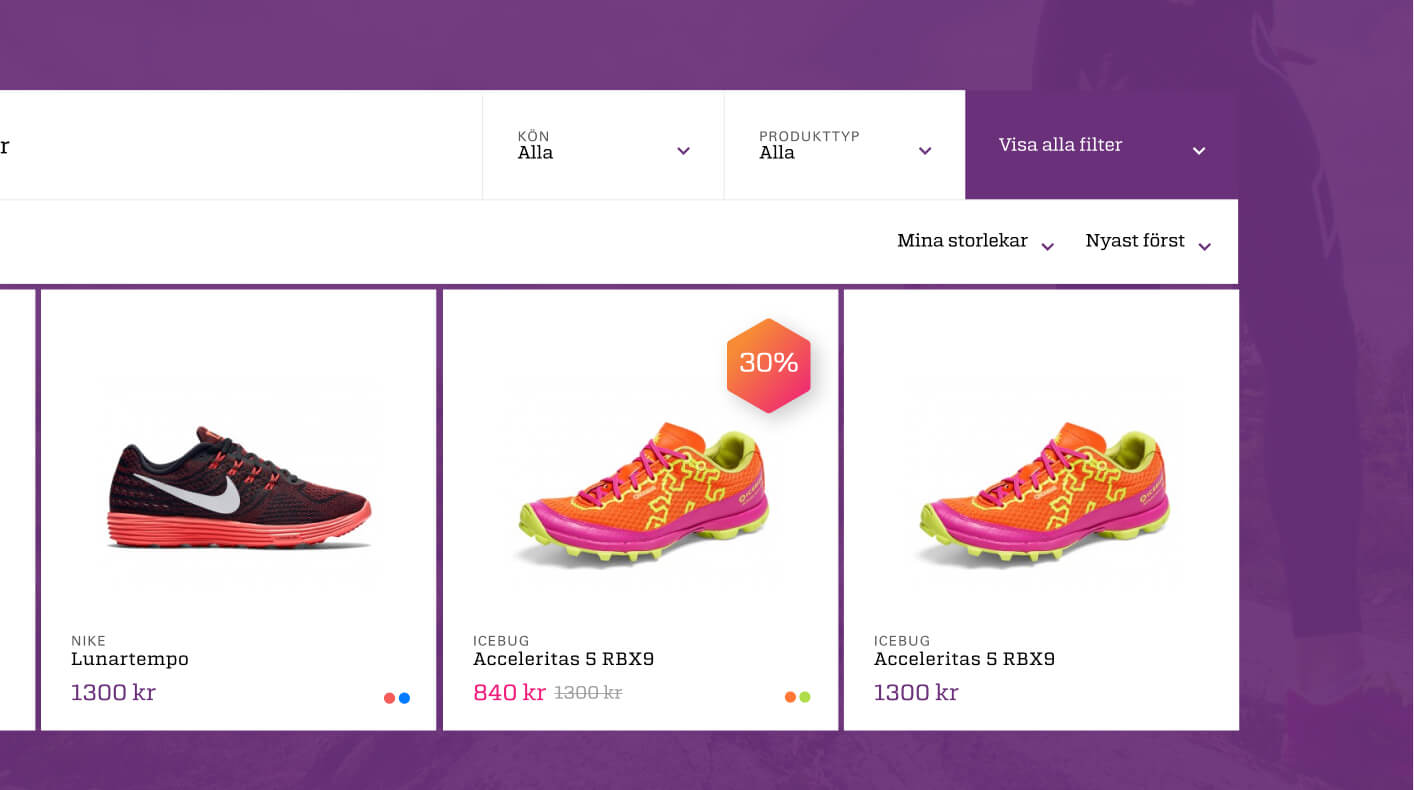 r
KÖN
Alla
PRODUKTTYP
Alla
Visa alla filter
Mina storlekar
Nyast först
30%
NIKE
Lunartempo
1300 kr
ICEBUG
Acceleritas 5 RBX9
840 kr 1300 kr
ICEBUG
Acceleritas 5 RBX9
1300 kr